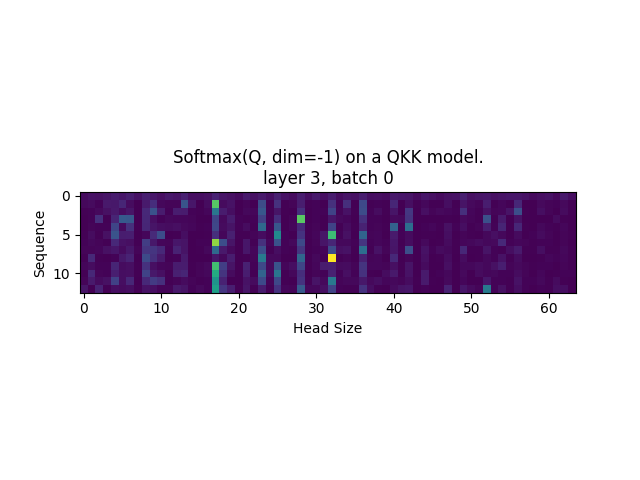 Softmax(Q, dim=-1) on a QKK model.
layer 3, batch 0
Sequence
0
5
10
0 10 20 30 40 50 60
Head Size